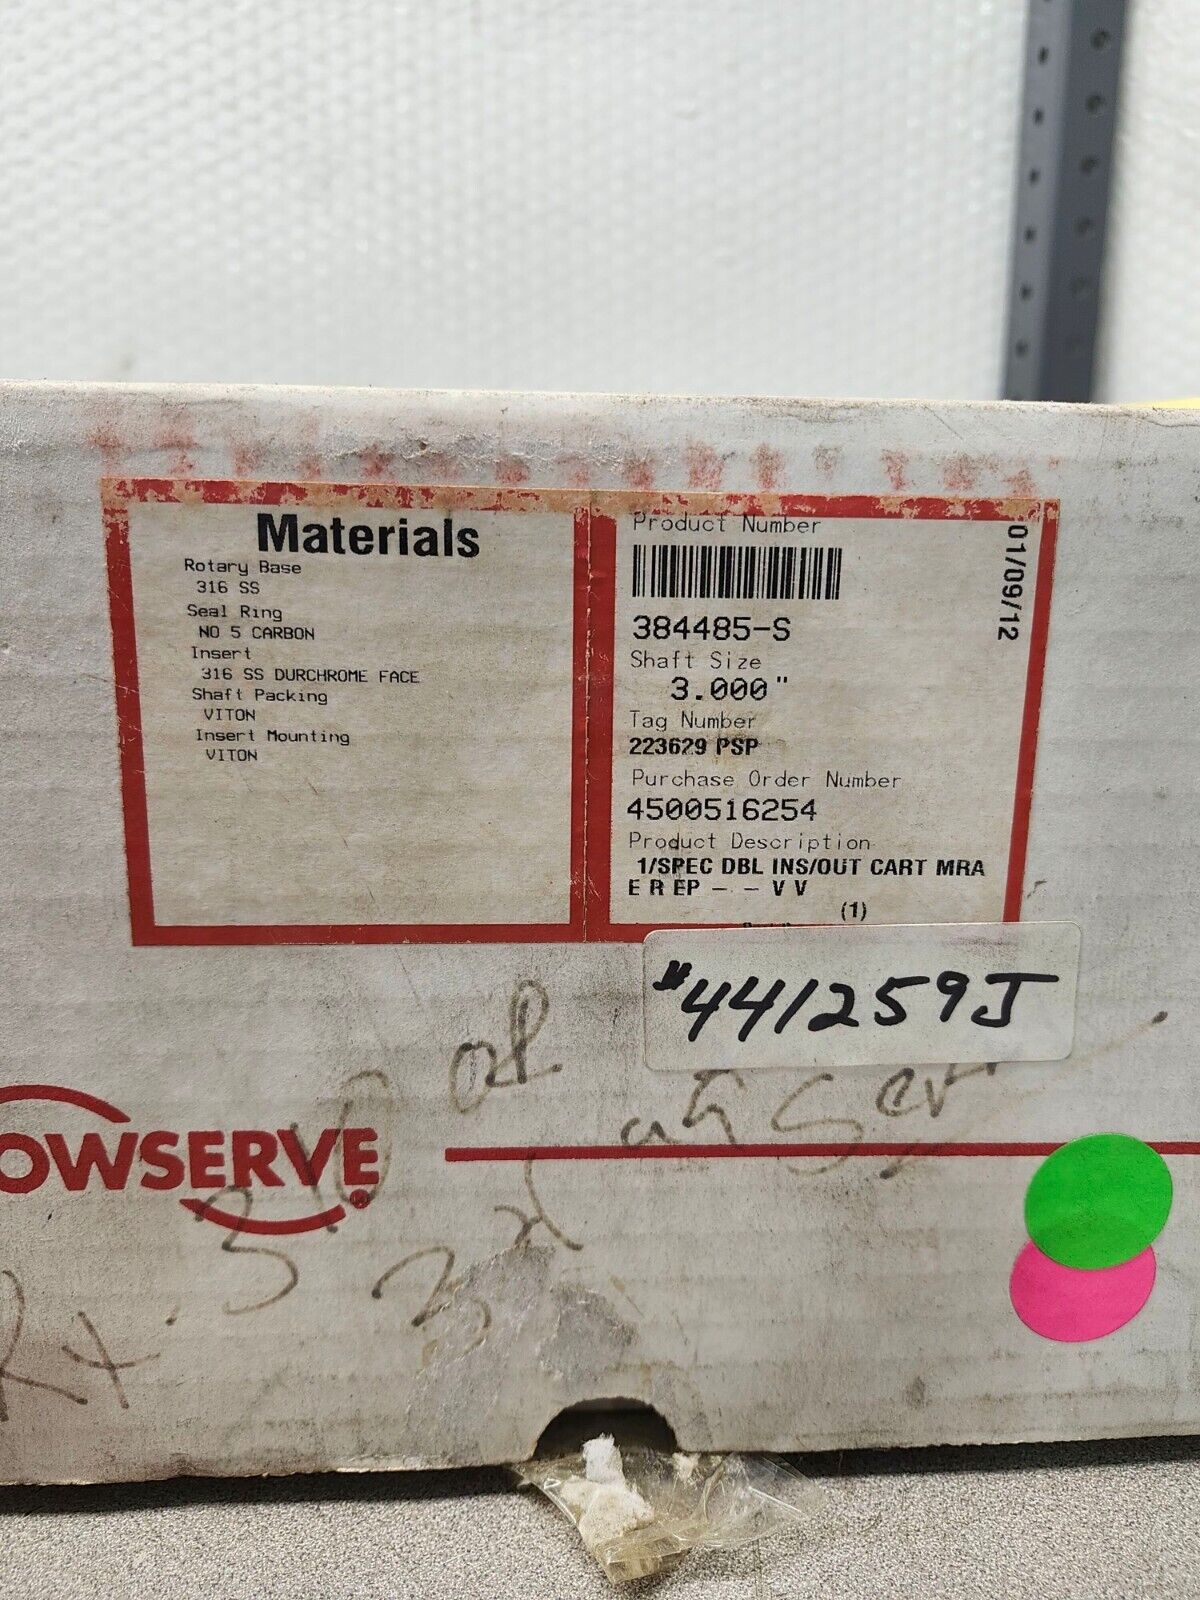 Materials
Rotary Base
316 SS
Seal Ring
NO 5 CARBON
Insert
316 SS DURCHROME FACE
Shaft Packing
VITON
Insert Mounting
VITON
Product Number
01/09/12
384485-S
Shaft Size
3.000"
Tag Number
223629 PSP
Purchase Order Number
4500516254
Product Description
1/SPEC DBL INS/OUT CART MRA
E R EP - - V V
(1)
"441259J
OWSERVE®